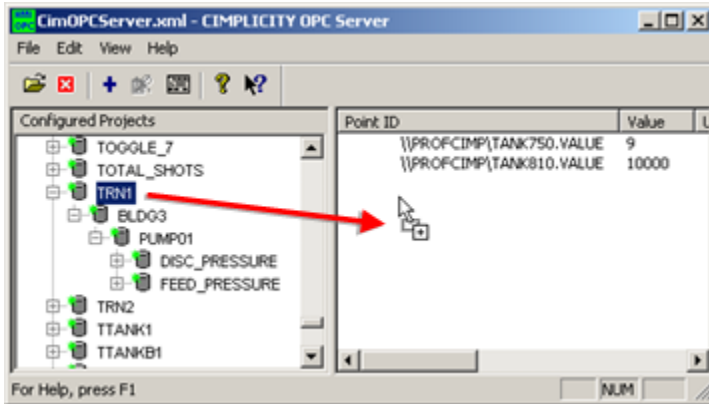 CimOPCServer.xml - CIMPLICITY OPC Server
File Edit View Help
Configured Projects
TOGGLE_7
TOTAL_SHOTS
TRN1
BLDG3
PUMP01
DISC_PRESSURE
FEED_PRESSURE
TRN2
TTANK1
TTANKB1
Point ID Value
\\PROFCIMP\TANK750.VALUE 9
\\PROFCIMP\TANK810.VALUE 10000
For Help, press F1 NUM